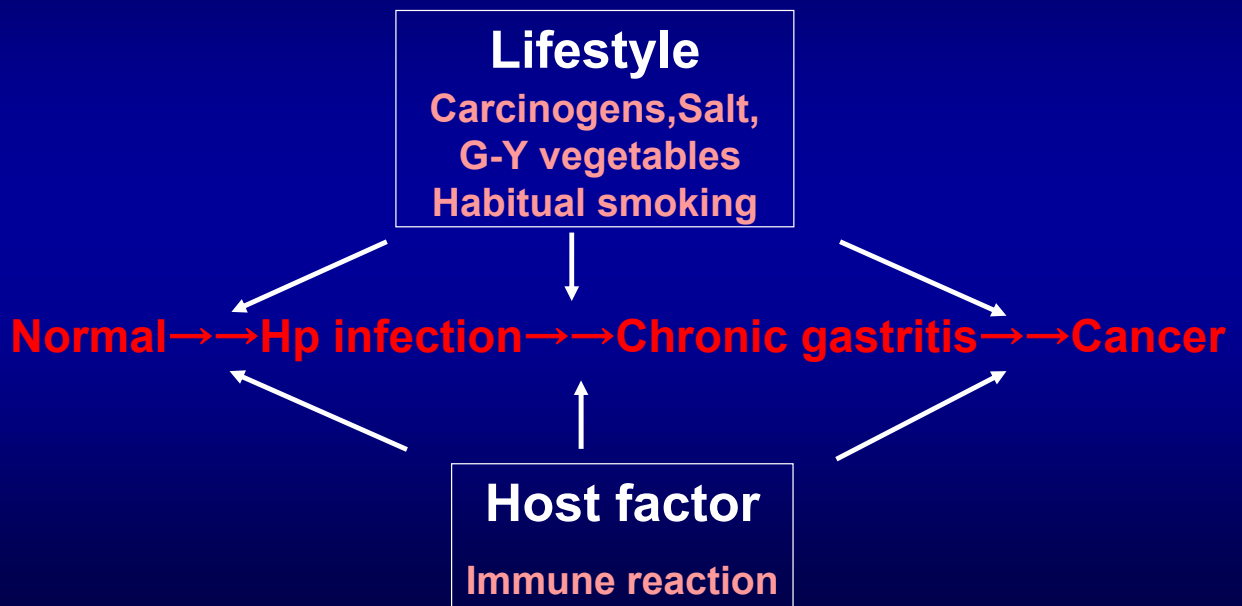 Lifestyle
Carcinogens,Salt,
G-Y vegetables
Habitual smoking
Normal→→Hp infection→→Chronic gastritis→→Cancer
Host factor
Immune reaction